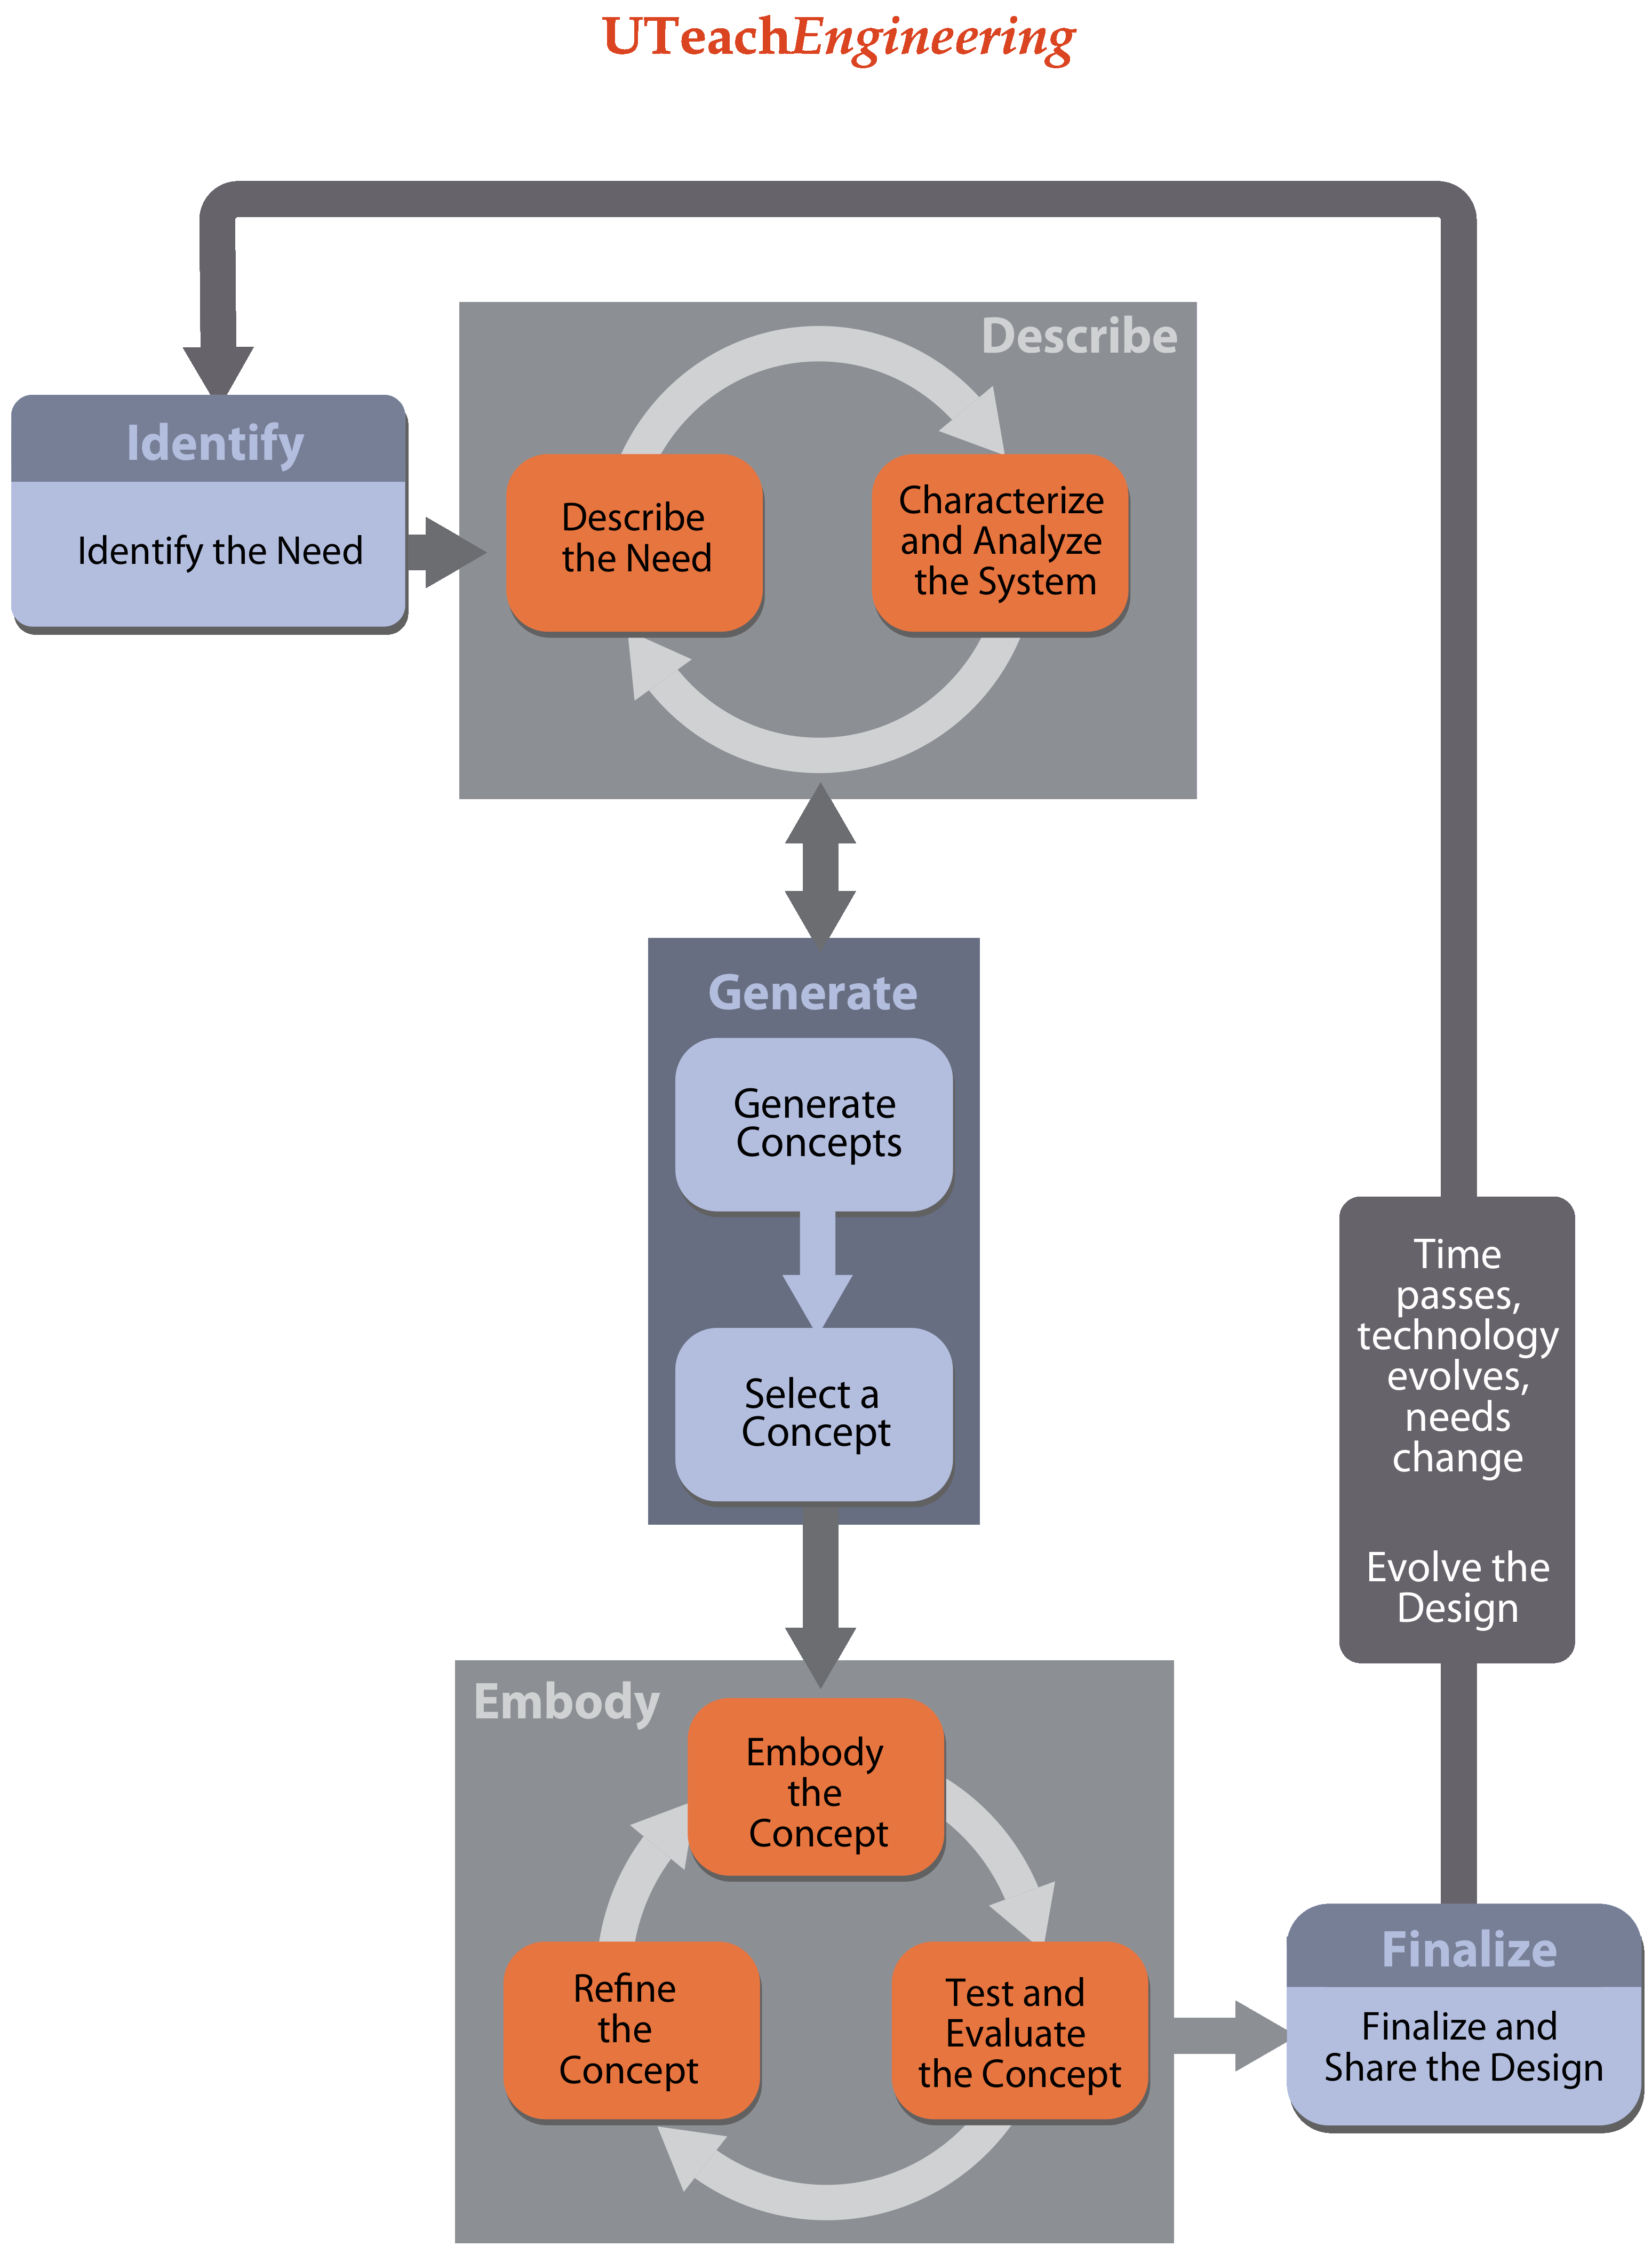 UTeachEngineering
Describe
Identify
Identify the Need
Describe
the Need
Characterize
and Analyze
the System
Generate
Generate
Concepts
Select a
Concept
Time
passes,
technology
evolves,
needs
change
Evolve the
Design
Embody
Embody
the
Concept
Refine
the
Concept
Test and
Evaluate
the Concept
Finalize
Finalize and
Share the Design